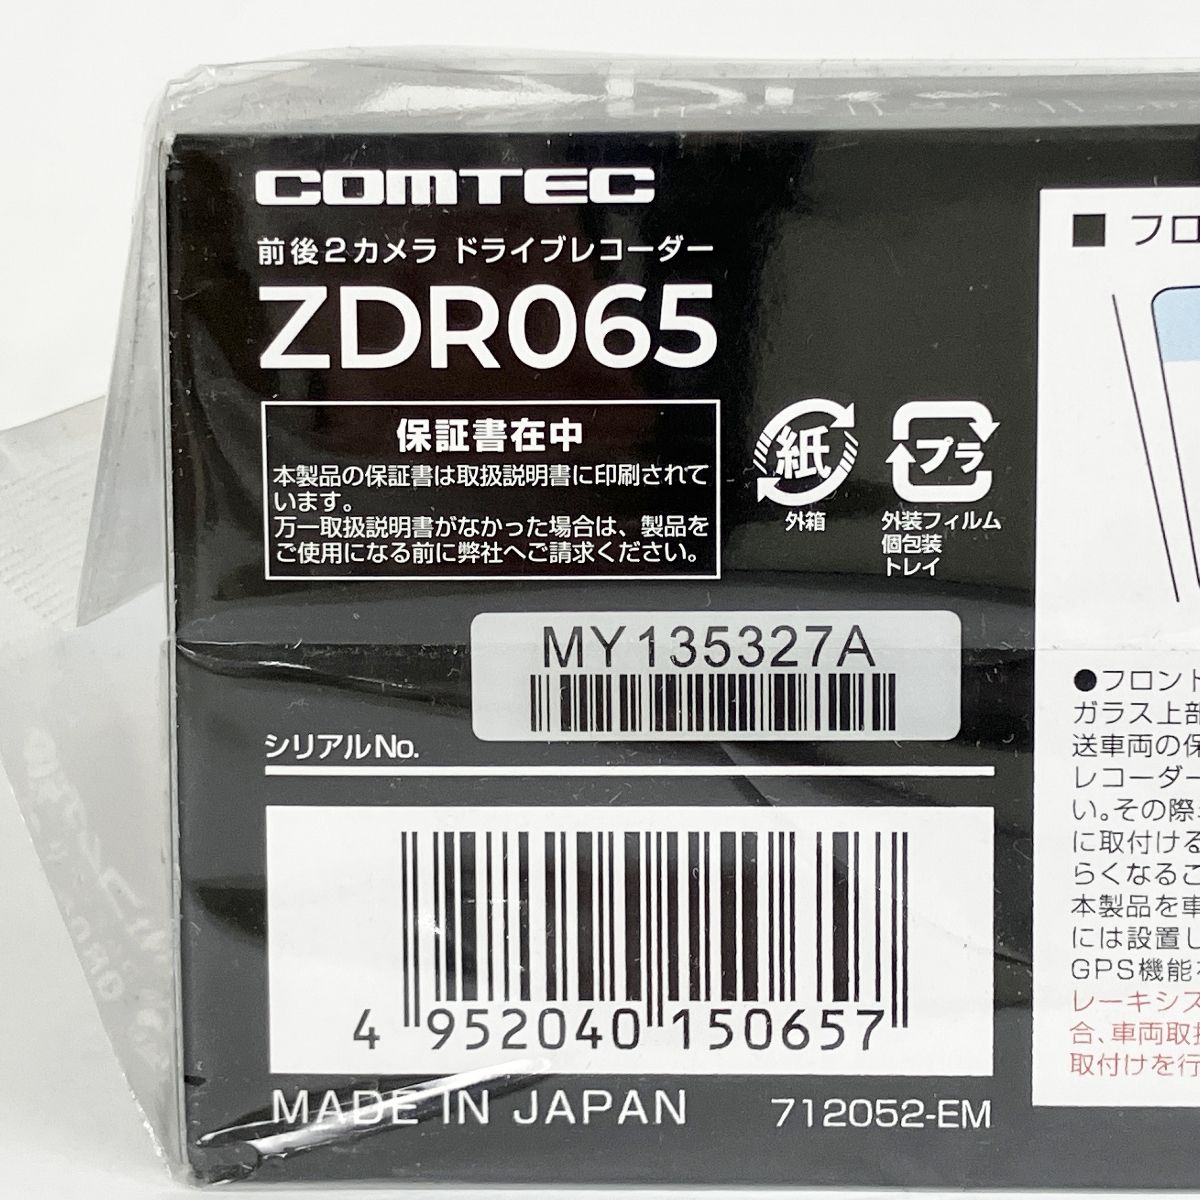 COMTEC
前後2カメラ ドライブレコーダー
ZDR065
保証書在中
本製品の保証書は取扱説明書に印刷されて
います。
万一取扱説明書がなかった場合は、製品を
ご使用になる前に弊社へご請求ください。
紙
外箱
プラ
外装フィルム
個包装
トレイ
MY135327A
シリアルNo.
4 952040 150657
MADE IN JAPAN
712052-EM
■ フロ
●フロント
ガラス上部
送車両の保
レコーダー
い。その際
に取付ける
らくなるこ
本製品を車
には設置し
GPS機能
レーキシス
合、車両取扱
取付けを行